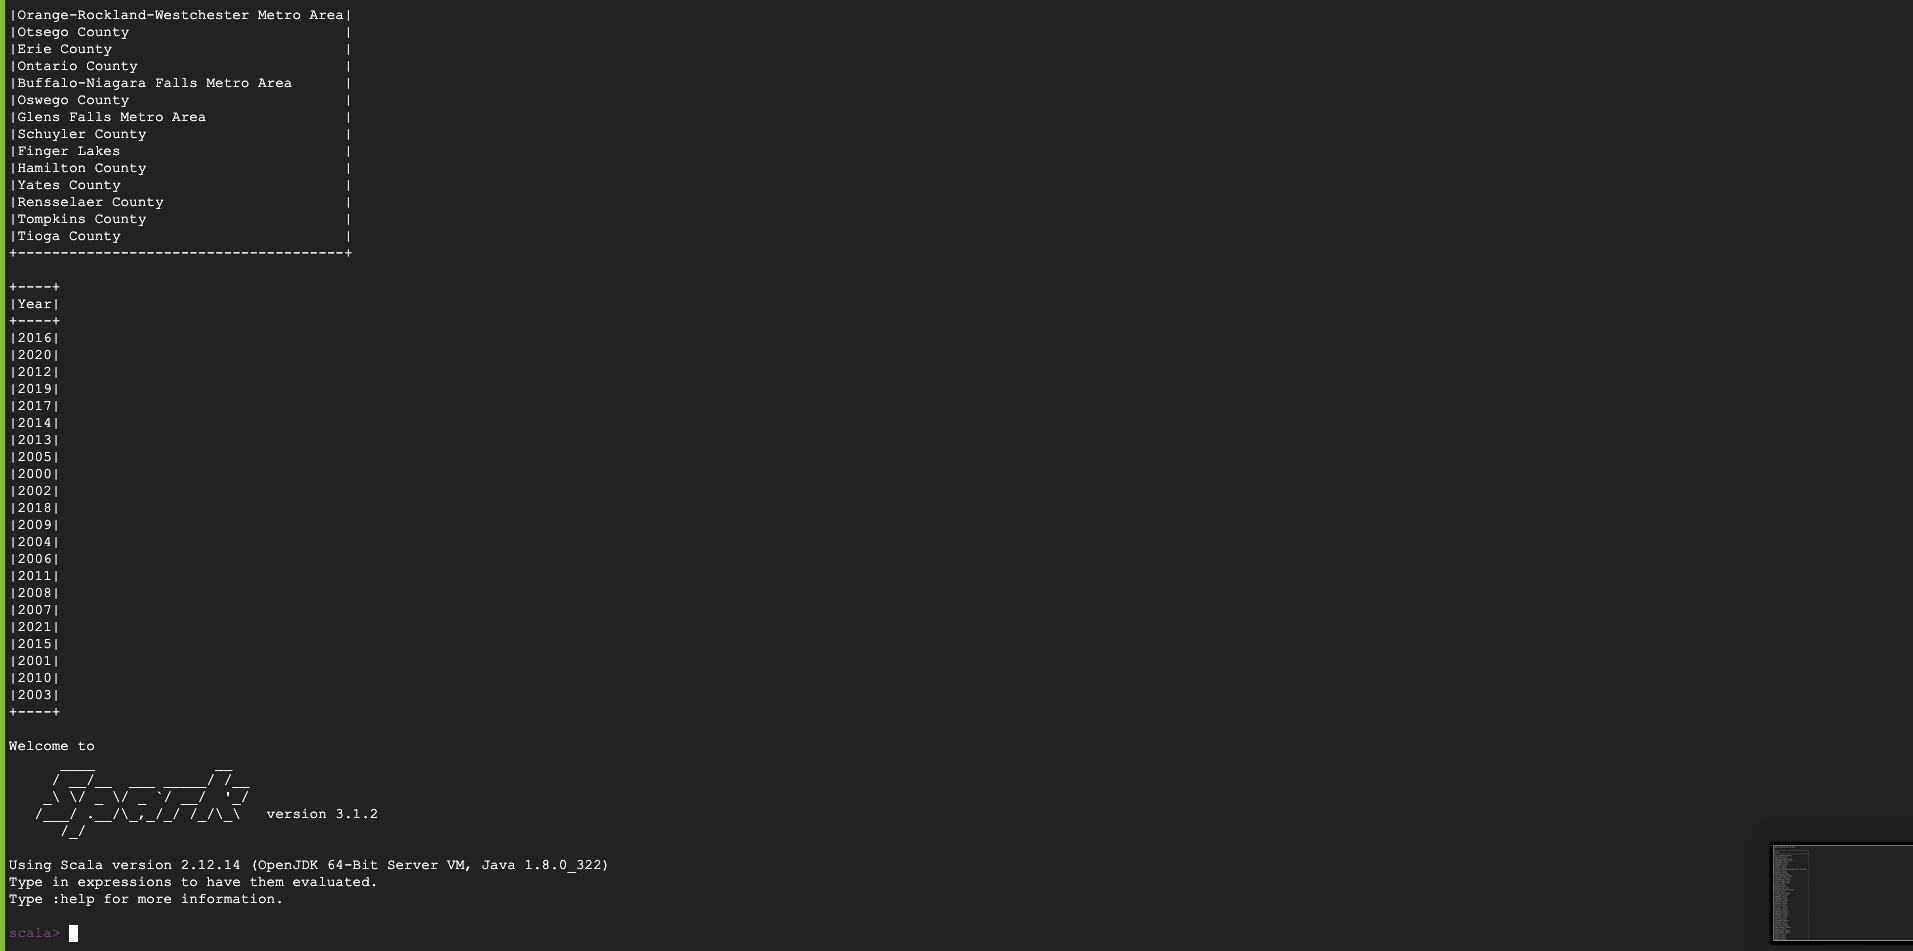 |Orange-Rockland-Westchester Metro Area|
|Otsego County                         |
|Erie County                           |
|Ontario County                        |
|Buffalo-Niagara Falls Metro Area      |
|Oswego County                         |
|Glens Falls Metro Area                |
|Schuyler County                       |
|Finger Lakes                          |
|Hamilton County                       |
|Yates County                          |
|Rensselaer County                     |
|Tompkins County                       |
|Tioga County                          |
+--------------------------------------+

+----+
|Year|
+----+
|2016|
|2020|
|2012|
|2019|
|2017|
|2014|
|2013|
|2005|
|2000|
|2002|
|2018|
|2009|
|2004|
|2006|
|2011|
|2008|
|2007|
|2021|
|2015|
|2001|
|2010|
|2003|
+----+

Welcome to
      ____              __
     / __/__  ___ _____/ /__
    _\ \/ _ \/ _ `/ __/  '_/
   /___/ .__/\_,_/_/ /_/\_\   version 3.1.2
      /_/

Using Scala version 2.12.14 (OpenJDK 64-Bit Server VM, Java 1.8.0_322)
Type in expressions to have them evaluated.
Type :help for more information.

scala>